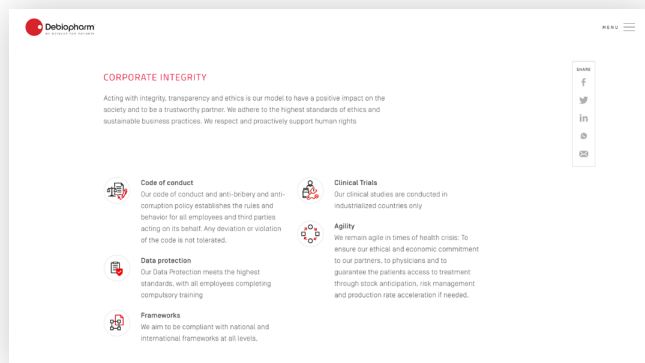 Debiopharm
WE DEVELOP FOR PATIENTS
MENU
CORPORATE INTEGRITY
Acting with integrity, transparency and ethics is our model to have a positive impact on the
society and to be a trustworthy partner. We adhere to the highest standards of ethics and
sustainable business practices. We respect and proactively support human rights
SHARE
Code of conduct
Our code of conduct and anti-bribery and anti-
corruption policy establishes the rules and
behavior for all employees and third parties
acting on its behalf. Any deviation or violation
of the code is not tolerated.
Data protection
Our Data Protection meets the highest
standards, with all employees completing
compulsory training
Frameworks
We aim to be compliant with national and
international frameworks at all levels.
Clinical Trials
Our clinical studies are conducted in
industrialized countries only
Agility
We remain agile in times of health crisis: To
ensure our ethical and economic commitment
to our partners, to physicians and to
guarantee the patients access to treatment
through stock anticipation, risk management
and production rate acceleration if needed.